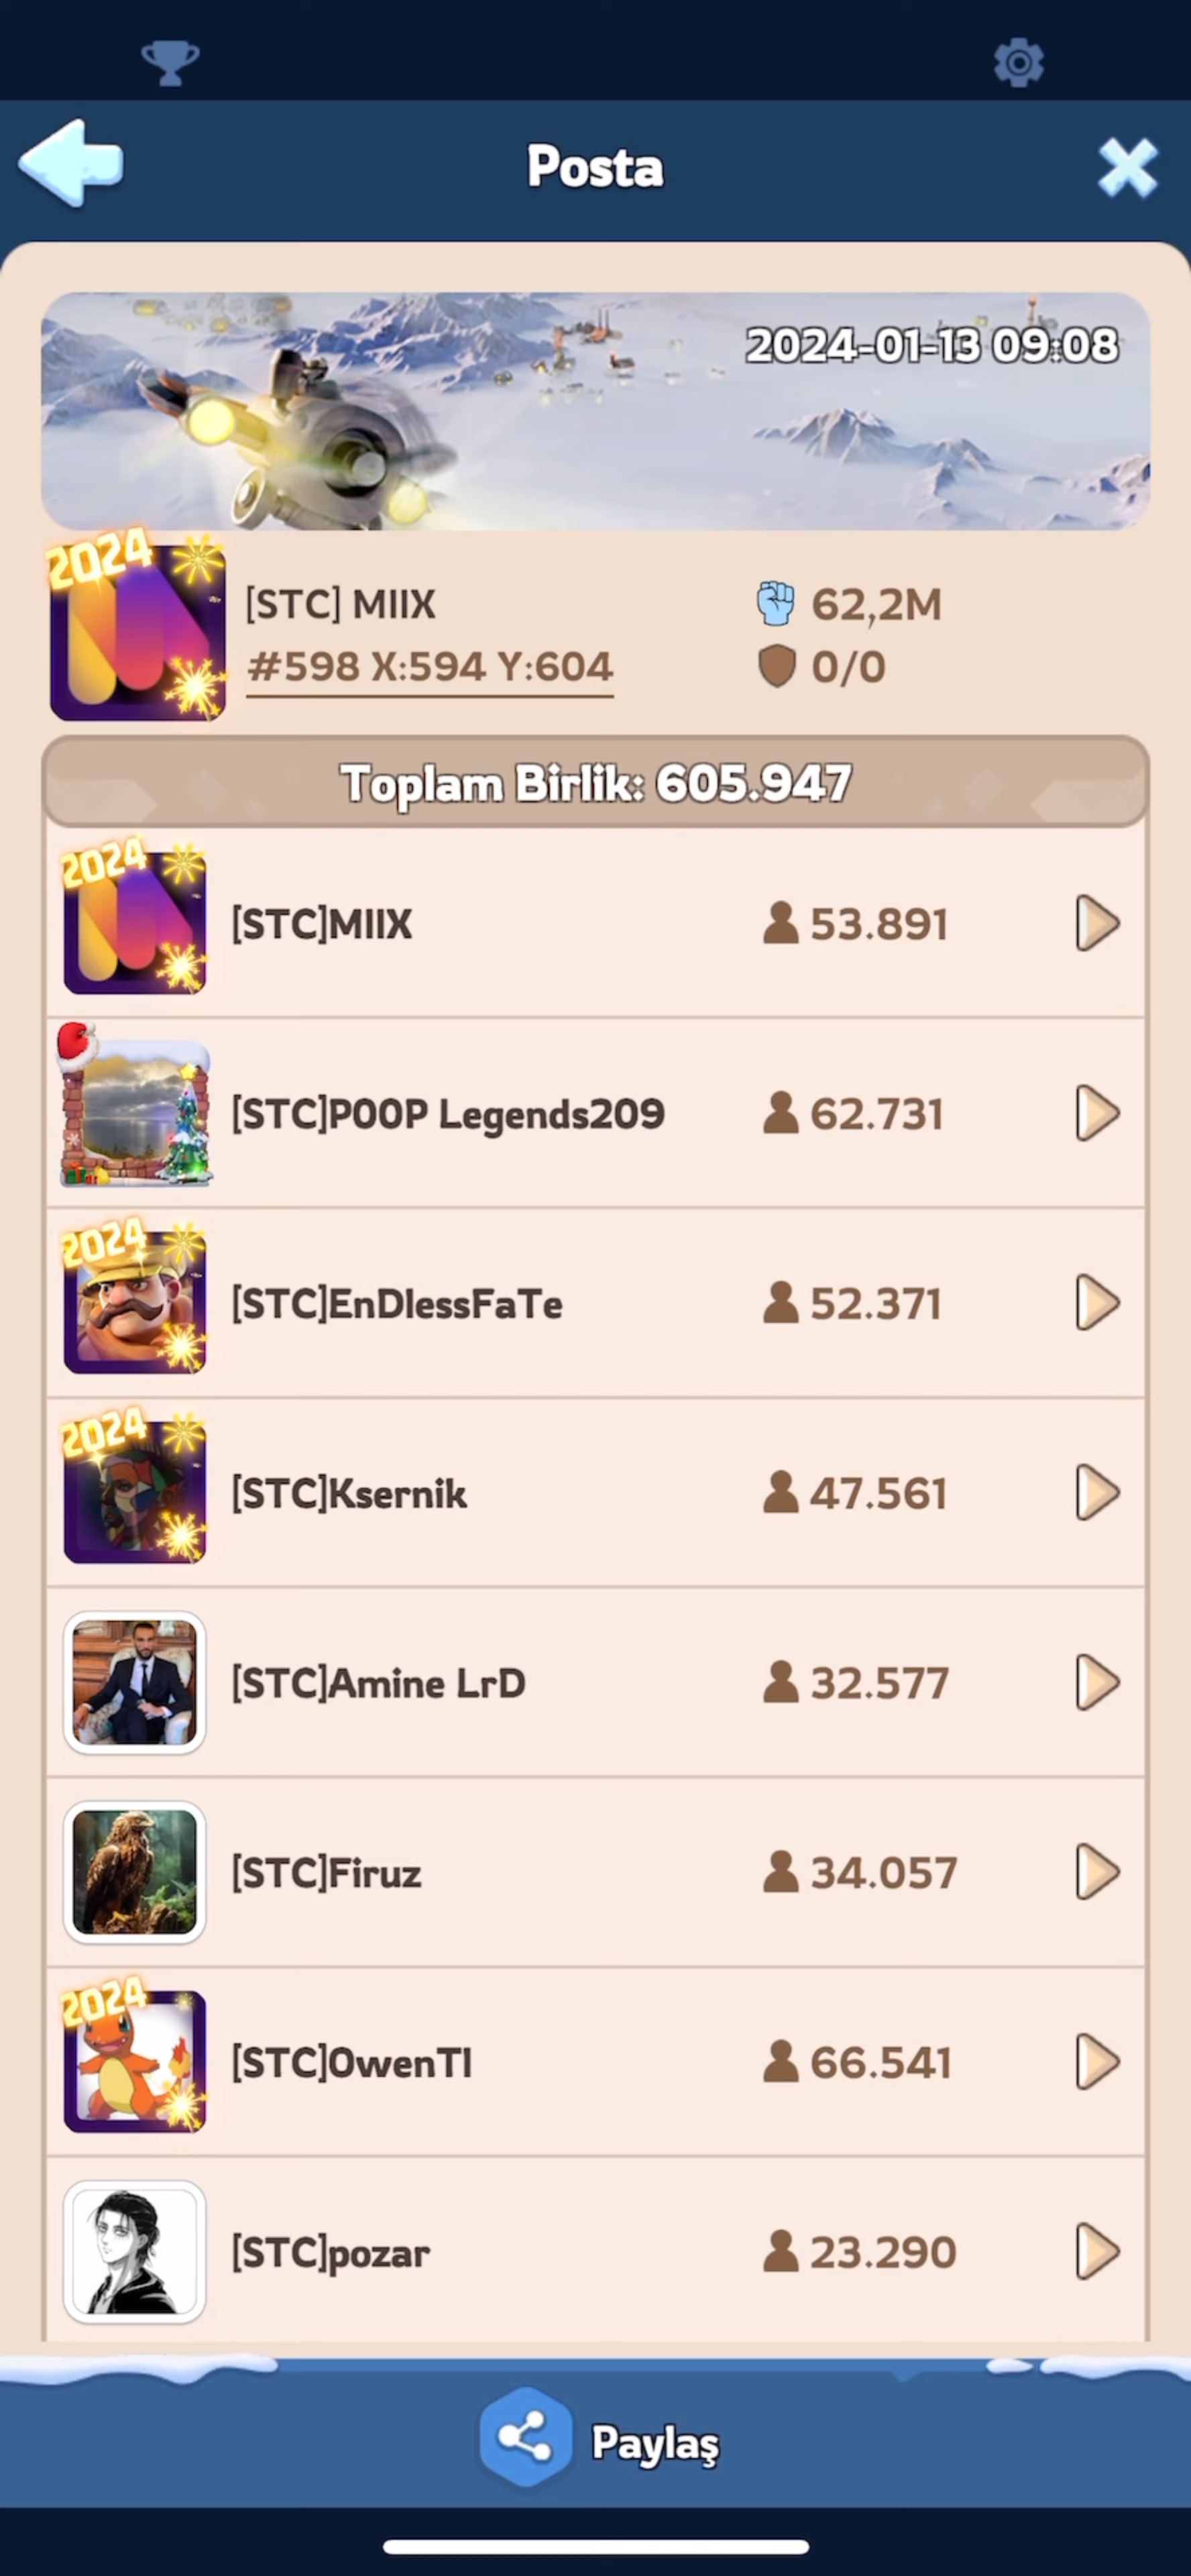 Posta
2024-01-13 09:08
2024
[STC] MIIX
62,2M
#598 X:594 Y:604
0/0
Toplam Birlik: 605.947
2024
[STC]MIIX
53.891
[STC]P00P Legends209
62.731
2024
[STC]EnDlessFaTe
52.371
2024
[STC]Ksernik
47.561
[STC]Amine LrD
32.577
[STC]Firuz
34.057
2024
[STC]OwenTI
66.541
[STC]pozar
23.290
Paylaş